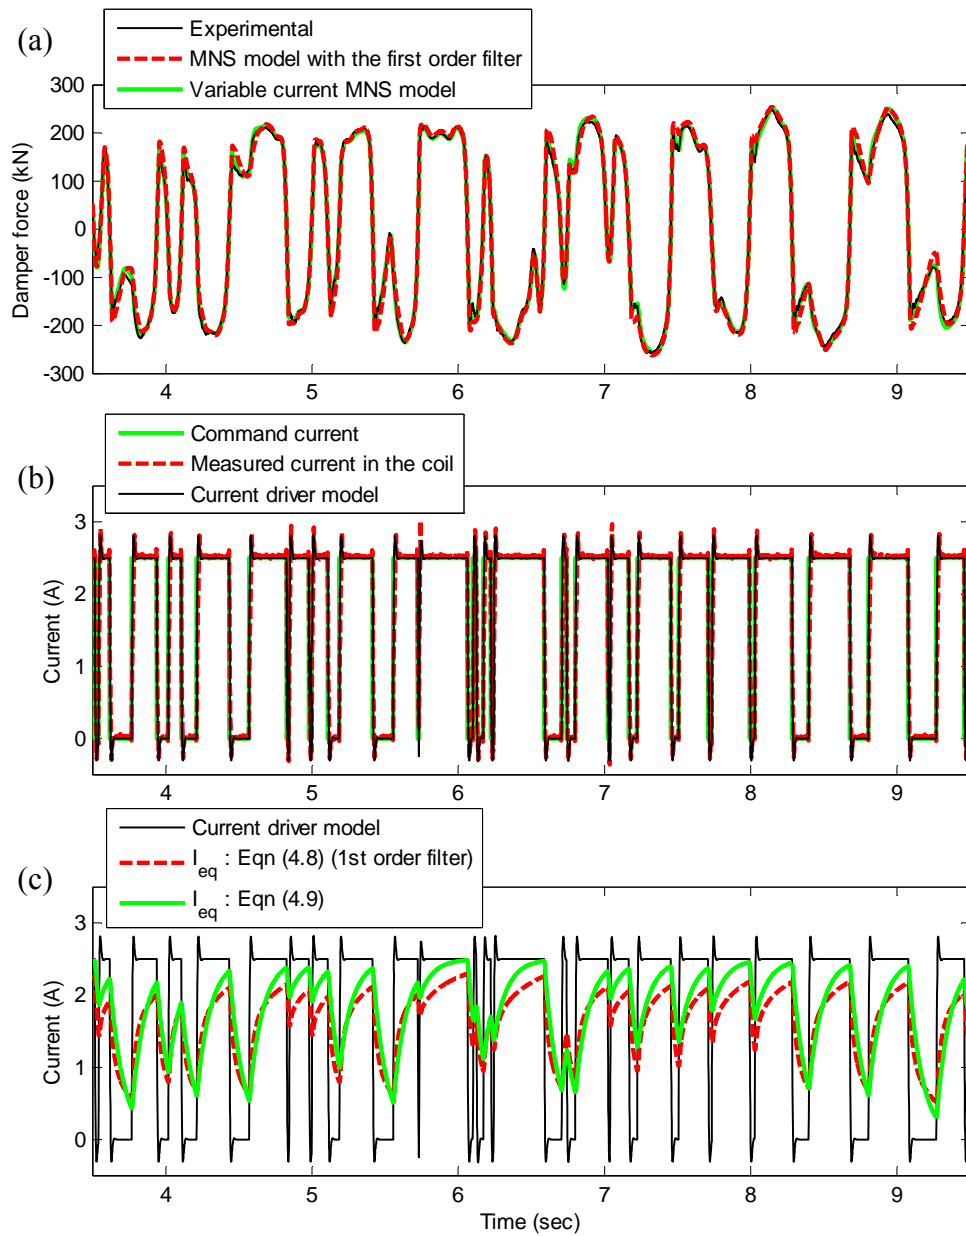 (a)
Experimental
MNS model with the first order filter
Variable current MNS model
300
200
100
0
-100
-200
-300
Damper force (kN)
4 5 6 7 8 9
(b)
Command current
Measured current in the coil
Current driver model
3
2
1
0
Current (A)
4 5 6 7 8 9
(c)
Current driver model
I_eq : Eqn (4.8) (1st order filter)
I_eq : Eqn (4.9)
3
2
1
0
Current (A)
4 5 6 7 8 9
Time (sec)